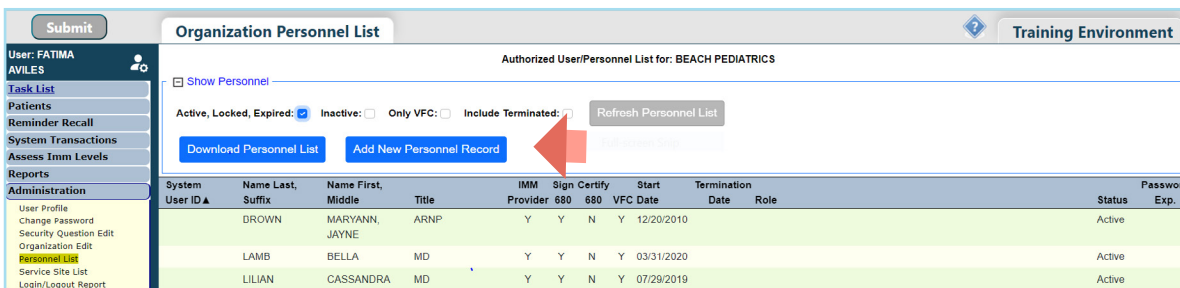 Submit
Organization Personnel List
Training Environment
User: FATIMA
AVILES
Task List
Patients
Reminder Recall
System Transactions
Assess Imm Levels
Reports
Administration
User Profile
Change Password
Security Question Edit
Organization Edit
Personnel List
Service Site List
Login/Logout Report
Authorized User/Personnel List for: BEACH PEDIATRICS
Show Personnel
Active, Locked, Expired: Inactive: Only VFC: Include Terminated: Refresh Personnel List
Download Personnel List Add New Personnel Record
System Name Last, Name First, IMM Sign Certify Start Termination Passwor
User ID▲ Suffix Middle Title Provider 680 680 VFC Date Date Role Status Exp.
DROWN MARYANN, ARNP Y Y N Y 12/20/2010 Active
JAYNE
LAMB BELLA MD Y Y N Y 03/31/2020 Active
LILIAN CASSANDRA MD Y Y N Y 07/29/2019 Active